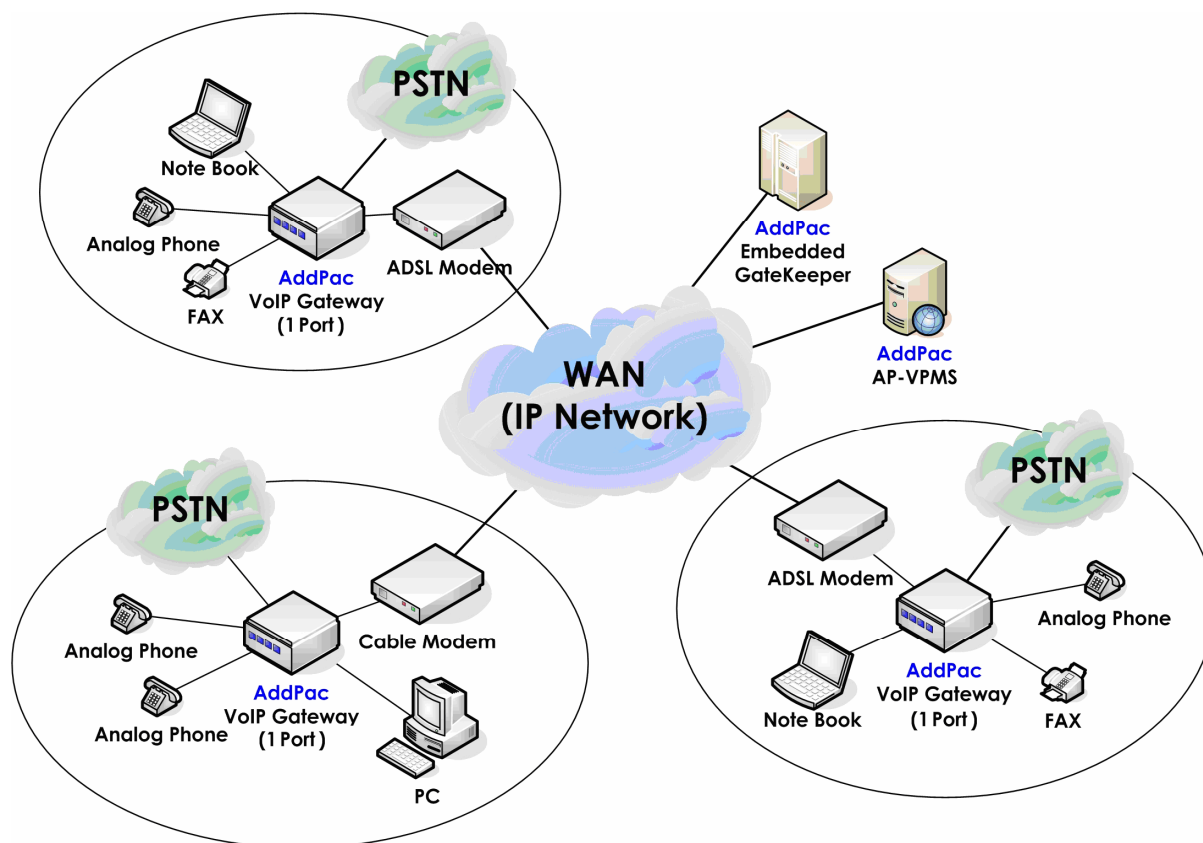 PSTN
Note Book
Analog Phone
FAX
AddPac
VoIP Gateway
(1 Port)
ADSL Modem
AddPac
Embedded
GateKeeper
AddPac
AP-VPMS
WAN
(IP Network)
PSTN
Analog Phone
Analog Phone
AddPac
VoIP Gateway
(1 Port)
Cable Modem
PC
PSTN
ADSL Modem
Analog Phone
Note Book
AddPac
VoIP Gateway
(1 Port)
FAX